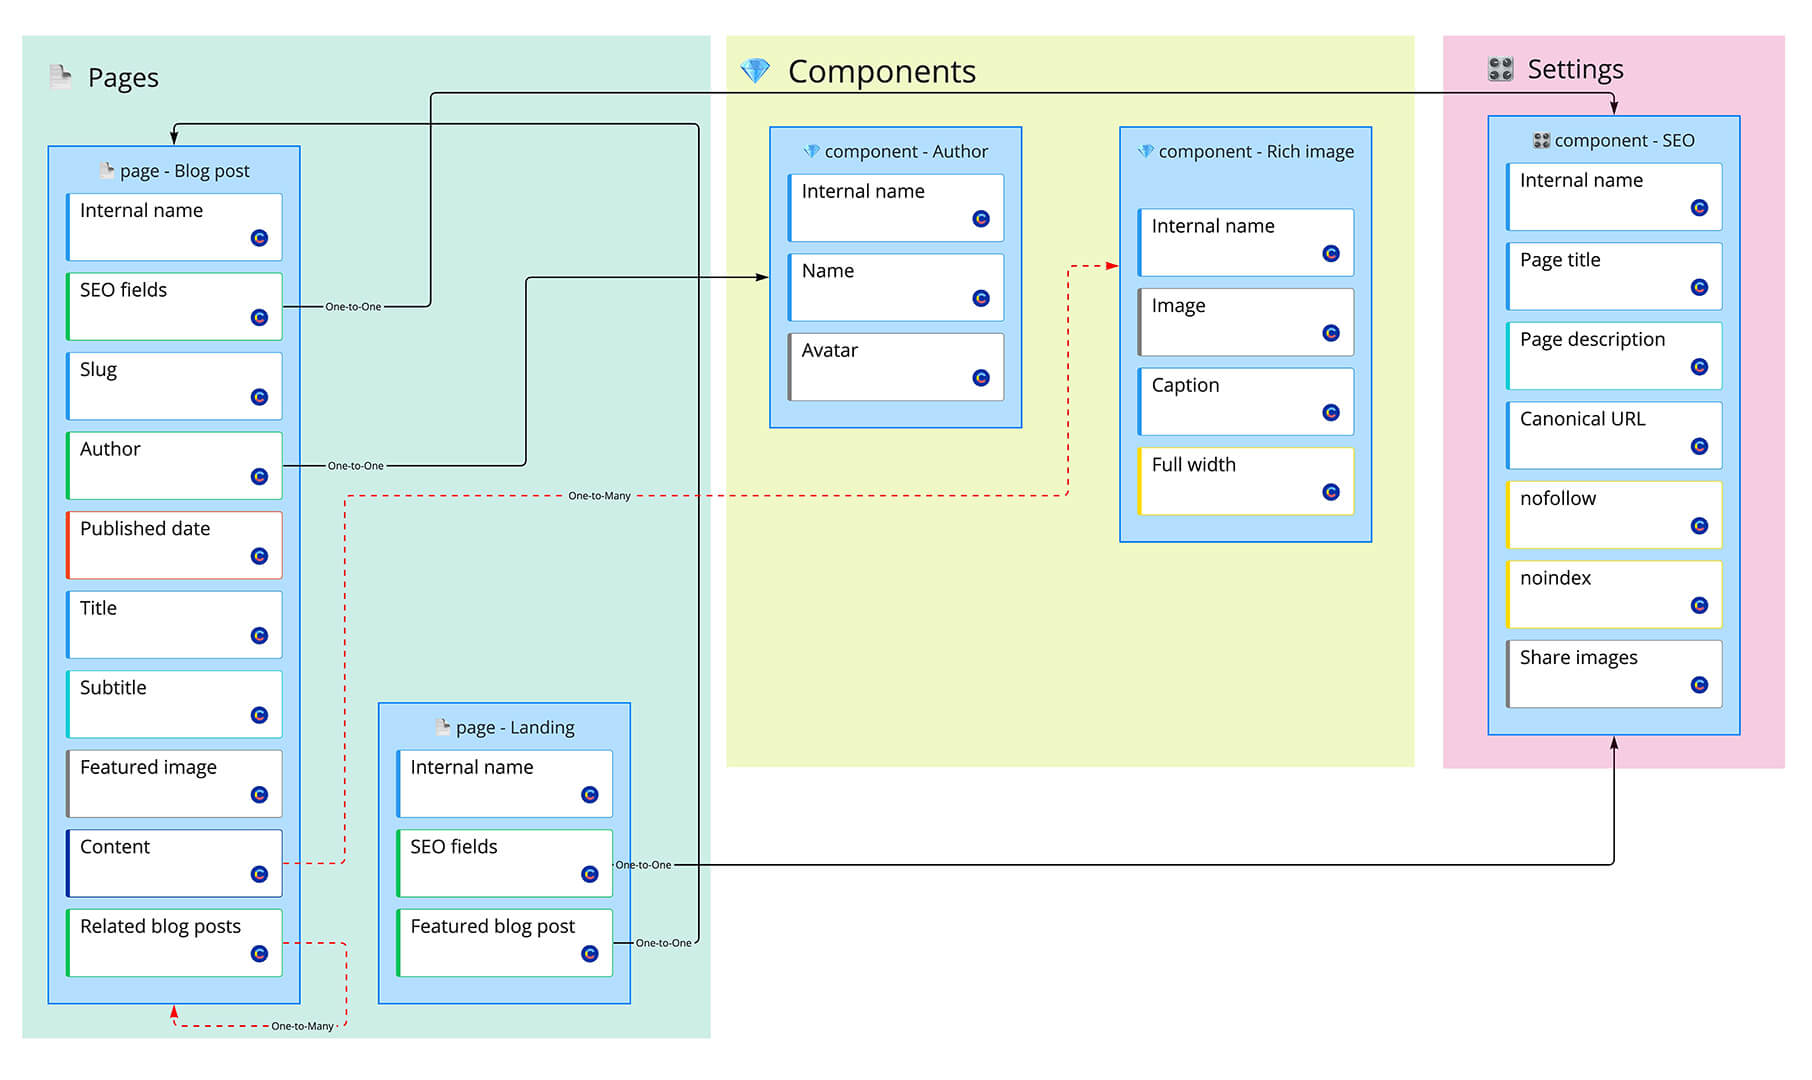 Pages
page - Blog post
Internal name
SEO fields
One-to-One
Slug
Author
One-to-One
Published date
Title
Subtitle
Featured image
Content
One-to-Many
Related blog posts
One-to-Many
page - Landing
Internal name
SEO fields
One-to-One
Featured blog post
One-to-One
Components
component - Author
Internal name
Name
Avatar
component - Rich image
Internal name
Image
Caption
Full width
Settings
component - SEO
Internal name
Page title
Page description
Canonical URL
nofollow
noindex
Share images